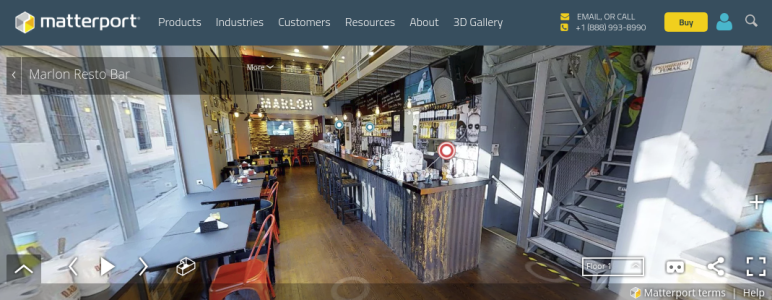 matterport
Products
Industries
Customers
Resources
About
3D Gallery
EMAIL, OR CALL
+1 (888) 993-8990
Buy
Marlon Resto Bar
More
MARLON
Floor 1
Matterport terms | Help